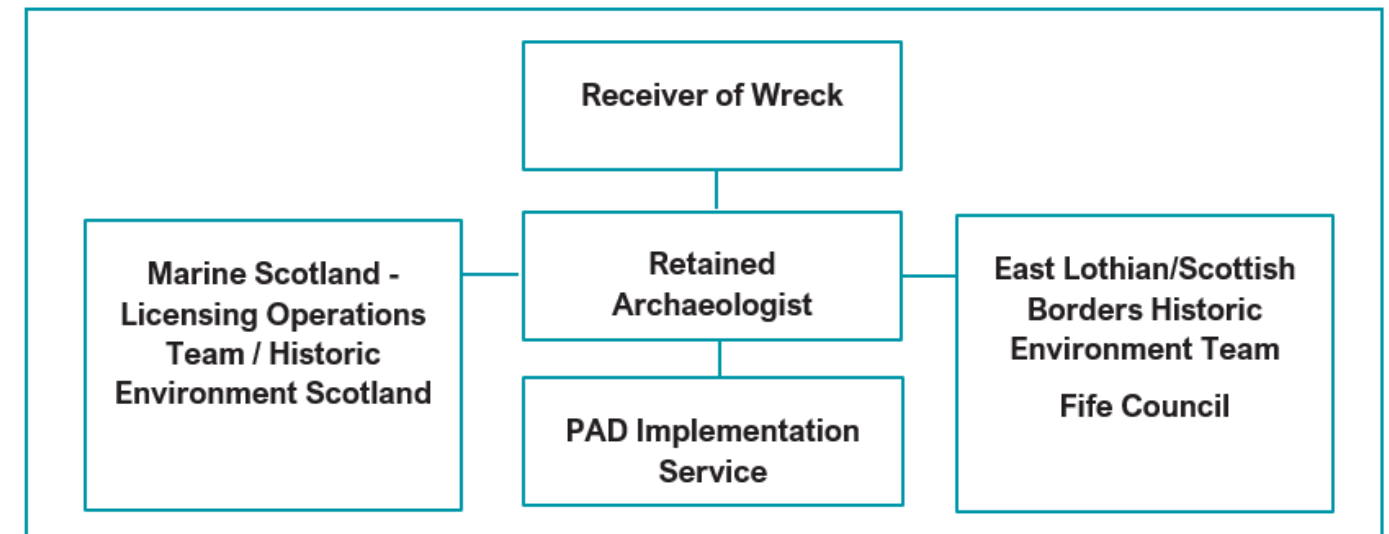 Receiver of Wreck
Marine Scotland -
Licensing Operations
Team / Historic
Environment Scotland
Retained
Archaeologist
East Lothian/Scottish
Borders Historic
Environment Team
Fife Council
PAD Implementation
Service